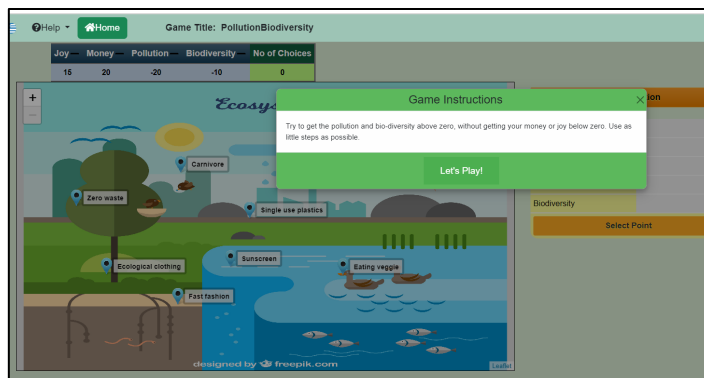 Help Home Game Title: PollutionBiodiversity
Joy Money Pollution Biodiversity No of Choices
15 20 -20 -10 0
+
−
Game Instructions
×
Try to get the pollution and bio-diversity above zero, without getting your money or joy below zero. Use as
little steps as possible.
Let's Play!
Carnivore
Zero waste
Single use plastics
Biodiversity
Select Point
Sunscreen
Ecological clothing
Eating veggie
Fast fashion
designed by freepik.com
Leaflet